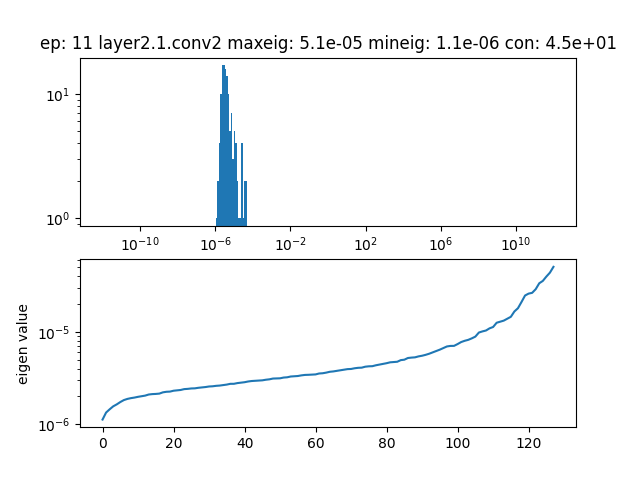 ep: 11 layer2.1.conv2 maxeig: 5.1e-05 mineig: 1.1e-06 con: 4.5e+01
10¹
10⁰
10⁻¹⁰ 10⁻⁶ 10⁻² 10² 10⁶ 10¹⁰
eigen value
10⁻⁵
10⁻⁶
0 20 40 60 80 100 120